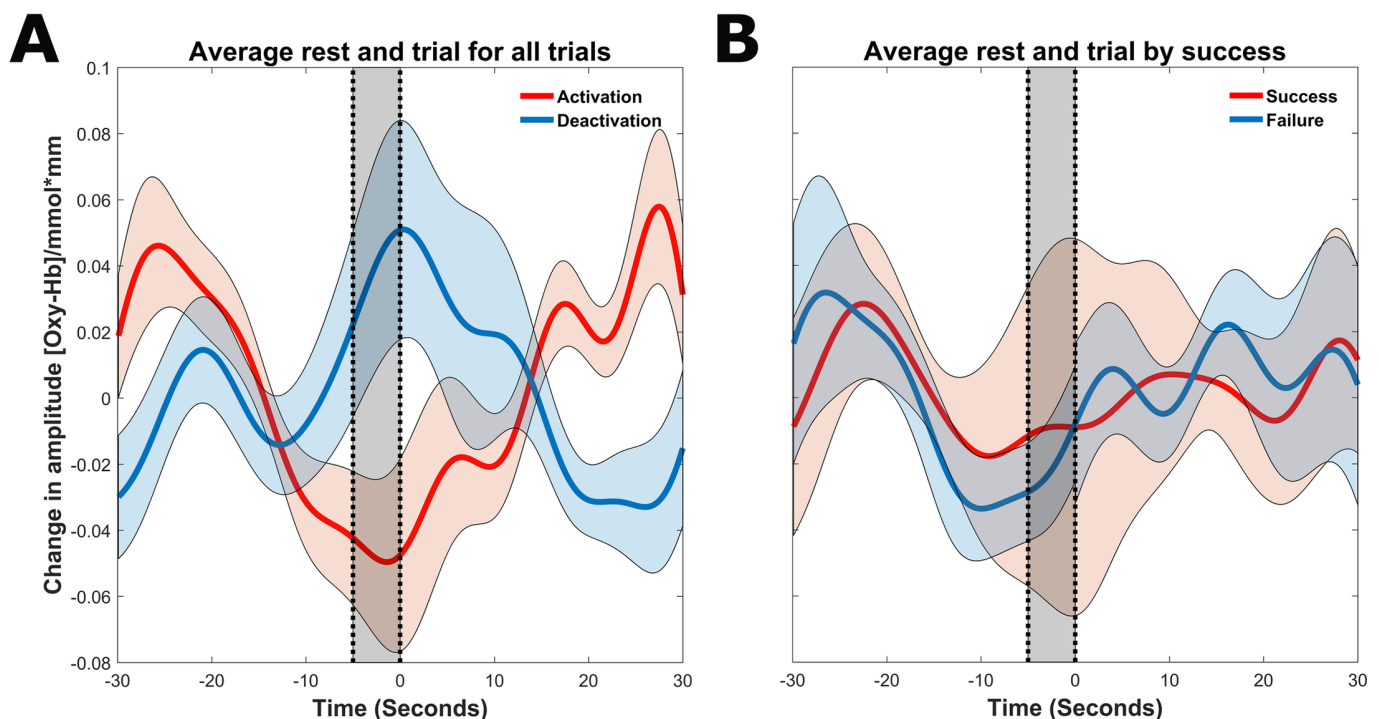 A
Average rest and trial for all trials
Activation
Deactivation
Change in amplitude [Oxy-Hb]/mmol*mm
0.1
0.08
0.06
0.04
0.02
0
-0.02
-0.04
-0.06
-0.08
-30
-20
-10
0
10
20
30
Time (Seconds)
B
Average rest and trial by success
Success
Failure
-30
-20
-10
0
10
20
30
Time (Seconds)